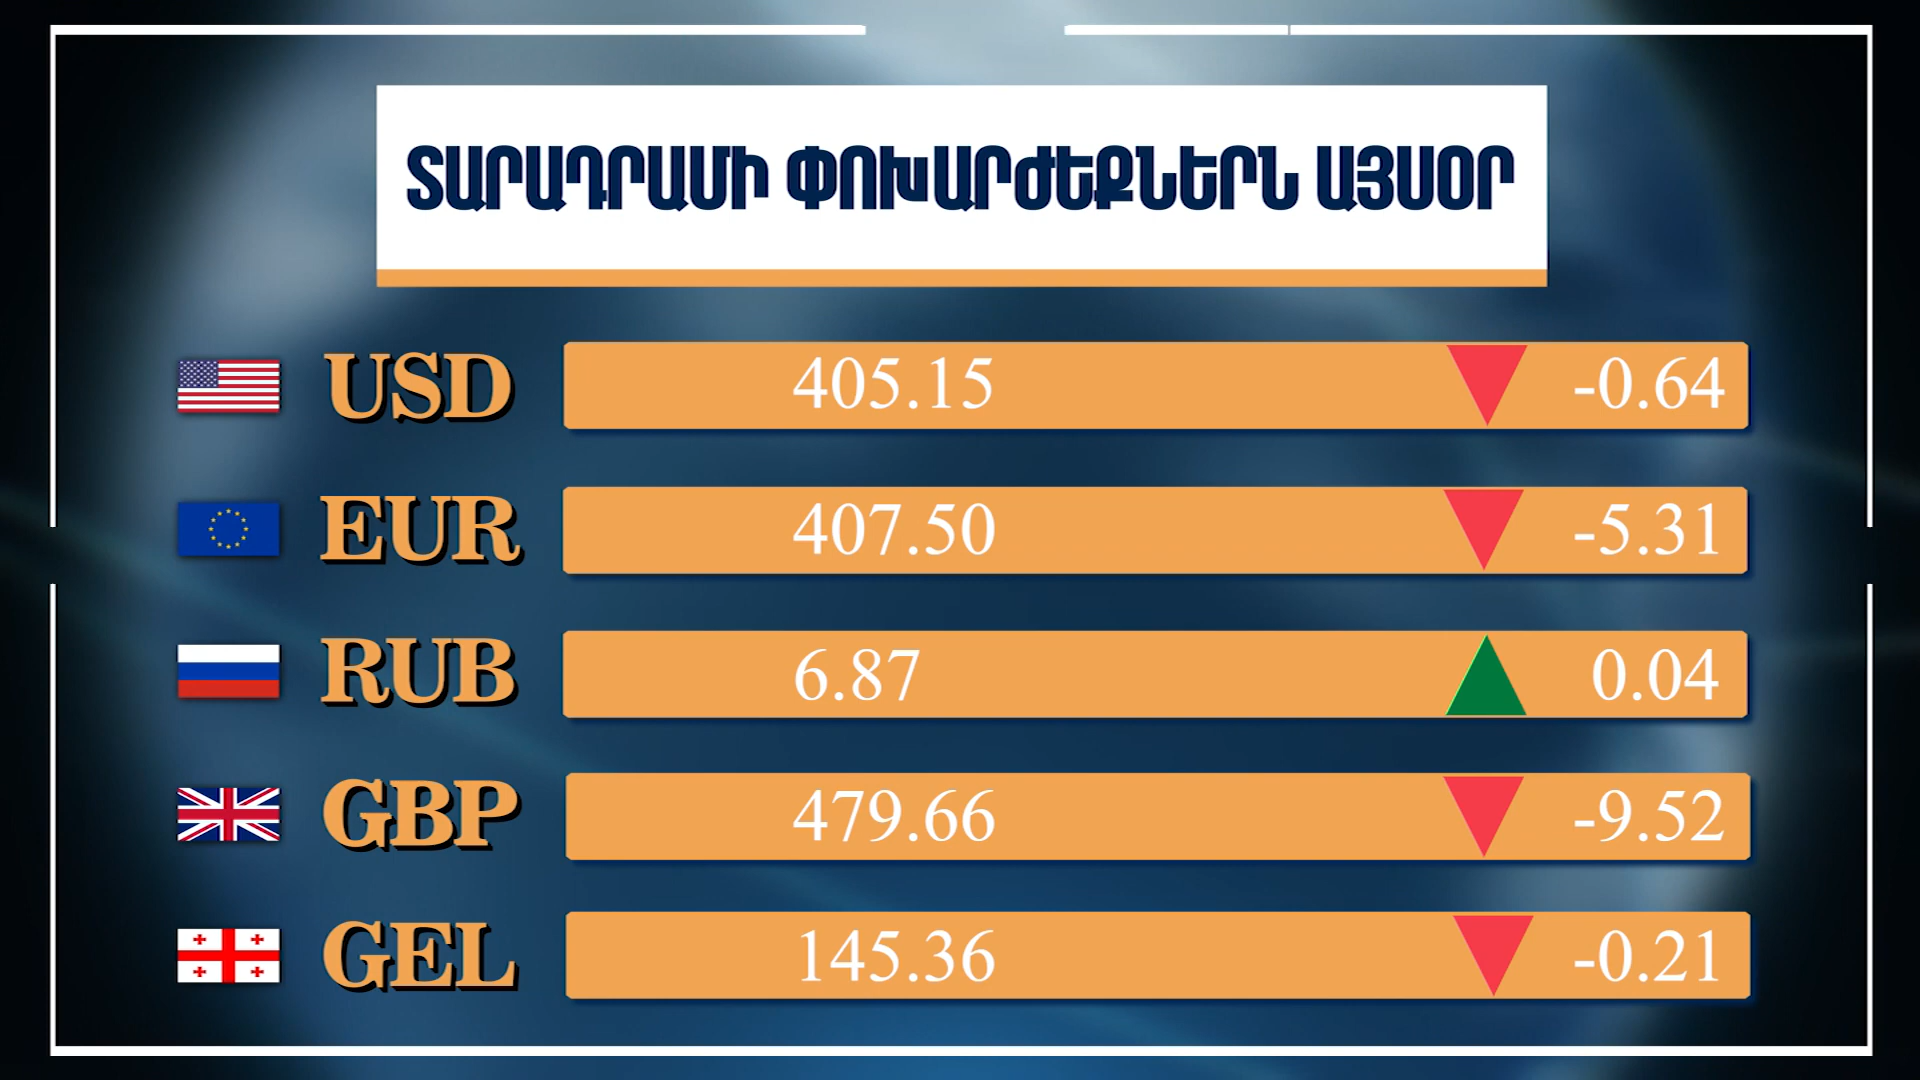 ՏԱՐԱԴՐԱՄԻ ՓՈԽԱՐԺԵՔՆԵՐՆ ԱՅՍՕՐ
USD 405.15 -0.64
EUR 407.50 -5.31
RUB 6.87 0.04
GBP 479.66 -9.52
GEL 145.36 -0.21